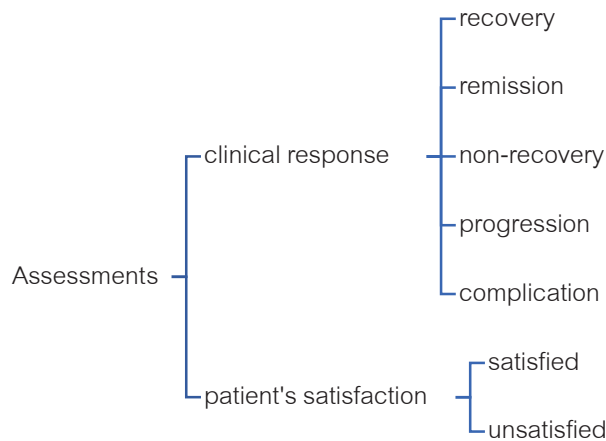 recovery
remission
clinical response
non-recovery
progression
Assessments
complication
satisfied
patient's satisfaction
unsatisfied